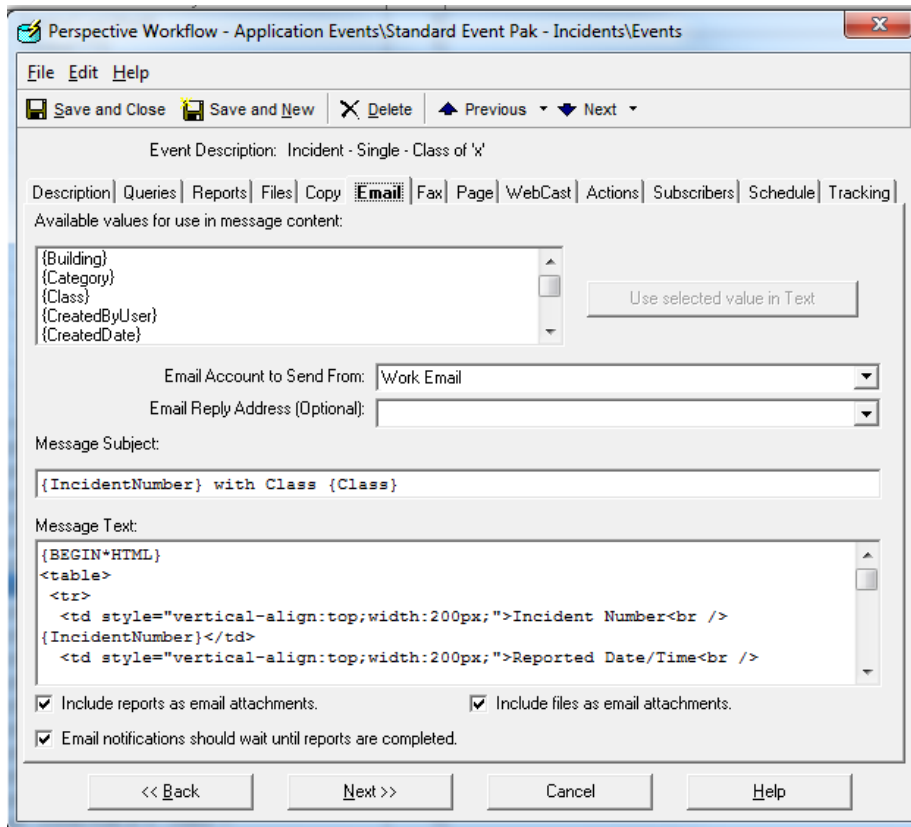 Perspective Workflow - Application Events\Standard Event Pak - Incidents\Events
File Edit Help
Save and Close Save and New Delete Previous Next
Event Description: Incident - Single - Class of 'x'
Description Queries Reports Files Copy Email Fax Page WebCast Actions Subscribers Schedule Tracking
Available values for use in message content:
{Building}
{Category}
{Class}
{CreatedByUser}
{CreatedDate}
Use selected value in Text
Email Account to Send From: Work Email
Email Reply Address (Optional):
Message Subject:
{IncidentNumber} with Class {Class}
Message Text:
{BEGIN*HTML}
<table>
<tr>
<td style="vertical-align:top;width:200px;">Incident Number<br />
{IncidentNumber}</td>
<td style="vertical-align:top;width:200px;">Reported Date/Time<br />
Include reports as email attachments. Include files as email attachments.
Email notifications should wait until reports are completed.
<< Back Next >> Cancel Help